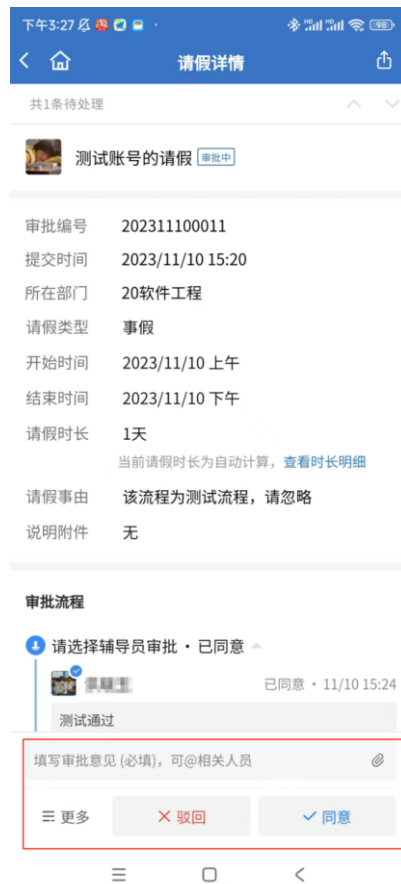 下午3:27
98
请假详情
共1条待处理
测试账号的请假 审批中
审批编号 202311100011
提交时间 2023/11/10 15:20
所在部门 20软件工程
请假类型 事假
开始时间 2023/11/10 上午
结束时间 2023/11/10 下午
请假时长 1天
当前请假时长为自动计算，查看时长明细
请假事由 该流程为测试流程，请忽略
说明附件 无
审批流程
请选择辅导员审批・已同意
已同意・11/10 15:24
测试通过
填写审批意见 (必填)，可@相关人员
更多 驳回 同意